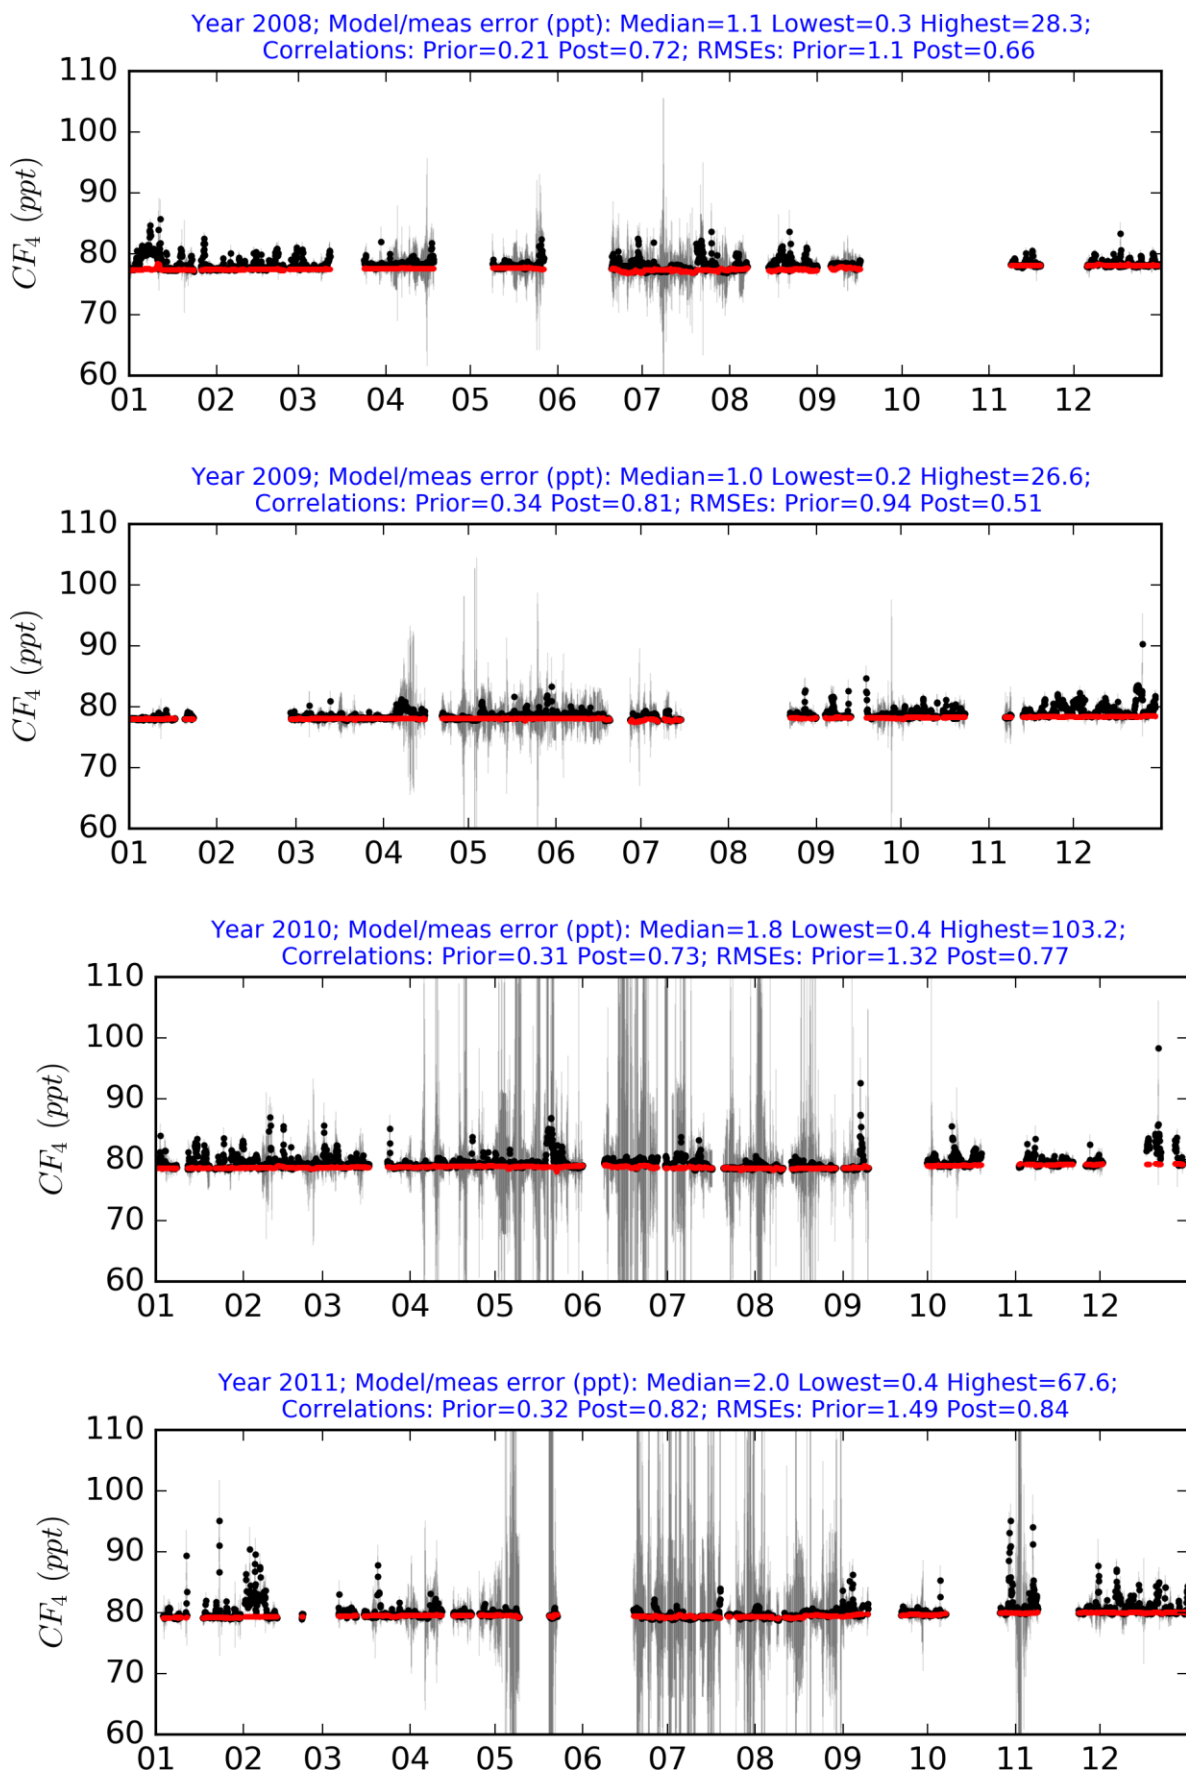 Year 2008; Model/meas error (ppt): Median=1.1 Lowest=0.3 Highest=28.3;
Correlations: Prior=0.21 Post=0.72; RMSEs: Prior=1.1 Post=0.66
110
100
90
80
70
60
CF₄ (ppt)
01 02 03 04 05 06 07 08 09 10 11 12
Year 2009; Model/meas error (ppt): Median=1.0 Lowest=0.2 Highest=26.6;
Correlations: Prior=0.34 Post=0.81; RMSEs: Prior=0.94 Post=0.51
110
100
90
80
70
60
CF₄ (ppt)
01 02 03 04 05 06 07 08 09 10 11 12
Year 2010; Model/meas error (ppt): Median=1.8 Lowest=0.4 Highest=103.2;
Correlations: Prior=0.31 Post=0.73; RMSEs: Prior=1.32 Post=0.77
110
100
90
80
70
60
CF₄ (ppt)
01 02 03 04 05 06 07 08 09 10 11 12
Year 2011; Model/meas error (ppt): Median=2.0 Lowest=0.4 Highest=67.6;
Correlations: Prior=0.32 Post=0.82; RMSEs: Prior=1.49 Post=0.84
110
100
90
80
70
60
CF₄ (ppt)
01 02 03 04 05 06 07 08 09 10 11 12